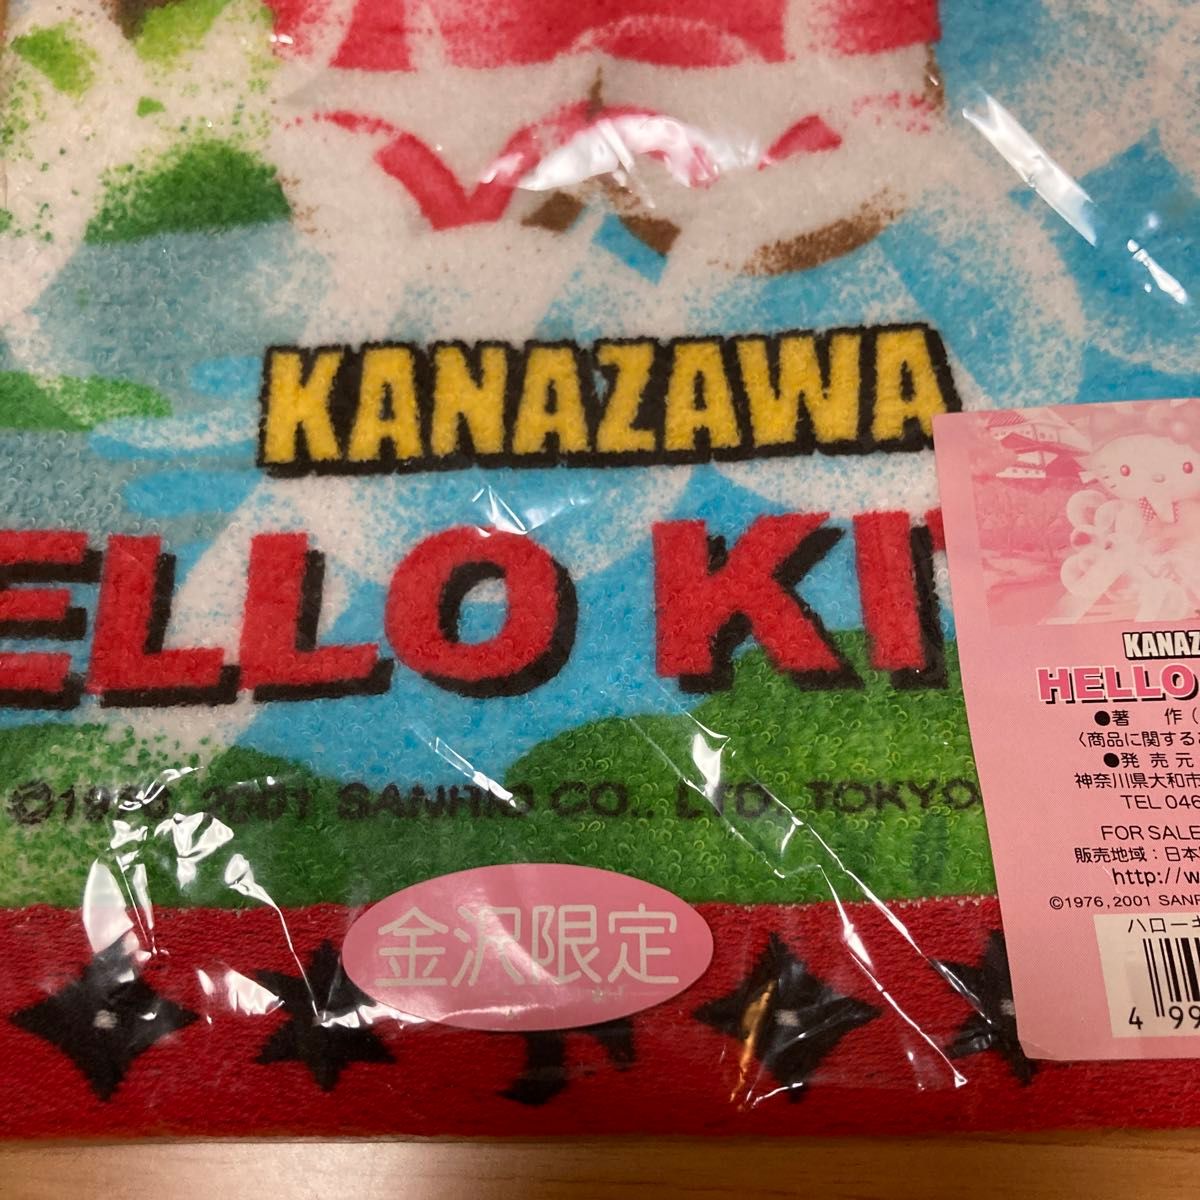 KANAZAWA
ELLO KI
2001 SANRIO CO., LTD. TOKYO
金沢限定
KANAZ
HELLO
●著 作(
〈商品に関する
●発 売 元
神奈川県大和市
TEL 046
FOR SALE
販売地域:日本
http://w
©1976,2001 SANR
ハローキ
4 99